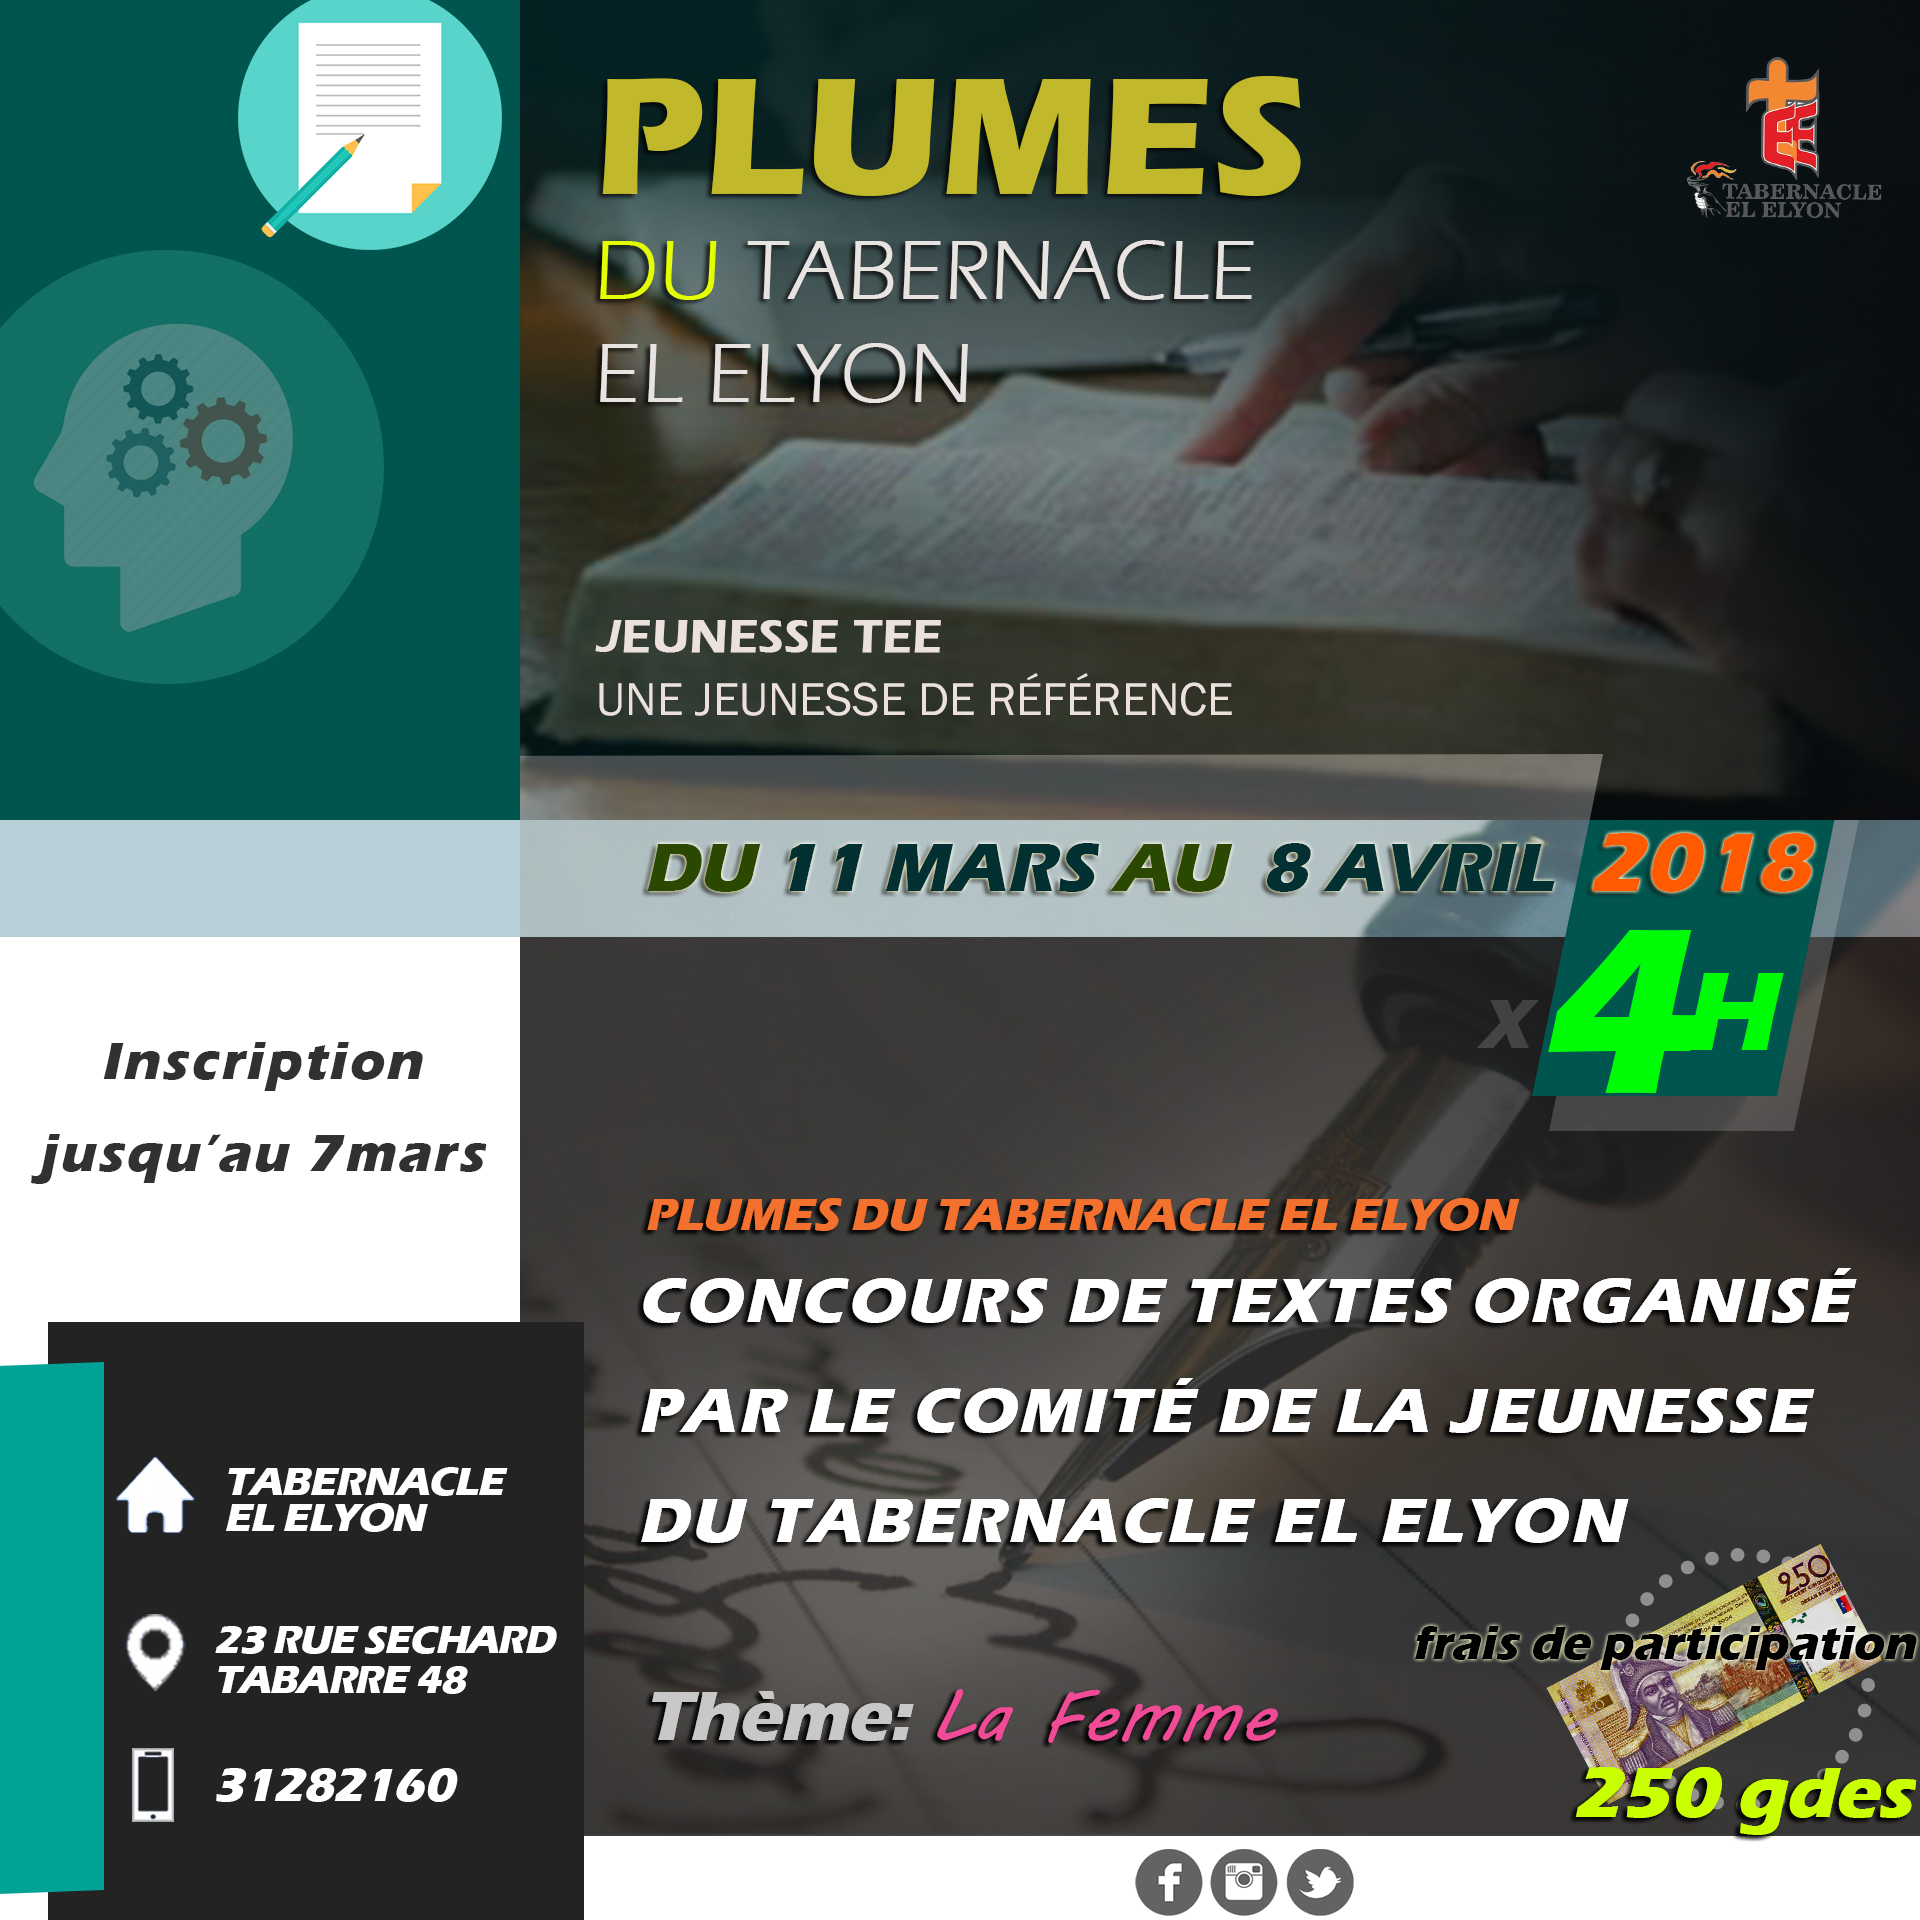 PLUMES
DU TABERNACLE
EL ELYON
TABERNACLE
EL ELYON
JEUNESSE TEE
UNE JEUNESSE DE RÉFÉRENCE
DU 11 MARS AU 8 AVRIL 2018
x 4H
Inscription
jusqu'au 7mars
PLUMES DU TABERNACLE EL ELYON
CONCOURS DE TEXTES ORGANISÉ
PAR LE COMITÉ DE LA JEUNESSE
DU TABERNACLE EL ELYON
TABERNACLE
EL ELYON
23 RUE SECHARD
TABARRE 48
31282160
Thème: La Femme
250
frais de participation
250 gdes